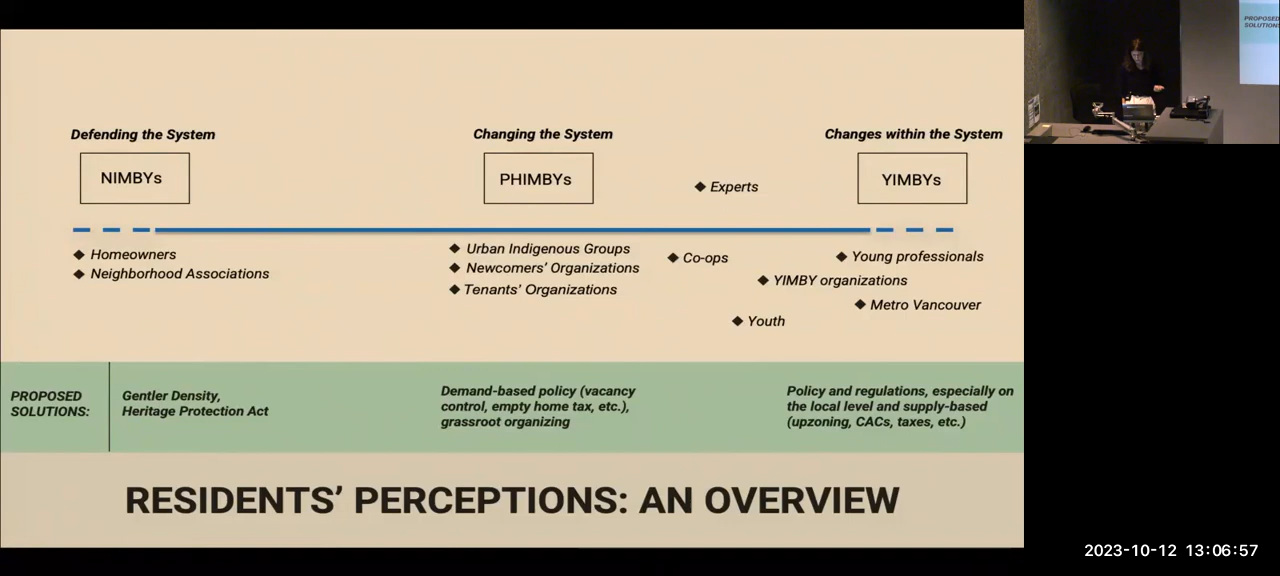 Defending the System
Changing the System
Changes within the System
NIMBYs
PHIMBYs
YIMBYs
Experts
Homeowners
Neighborhood Associations
Urban Indigenous Groups
Newcomers' Organizations
Tenants' Organizations
Co-ops
Young professionals
YIMBY organizations
Metro Vancouver
Youth
PROPOSED
SOLUTIONS:
Gentler Density,
Heritage Protection Act
Demand-based policy (vacancy
control, empty home tax, etc.),
grassroot organizing
Policy and regulations, especially on
the local level and supply-based
(upzoning, CACs, taxes, etc.)
RESIDENTS' PERCEPTIONS: AN OVERVIEW
PROPOSED
SOLUTIONS
2023-10-12 13:06:57